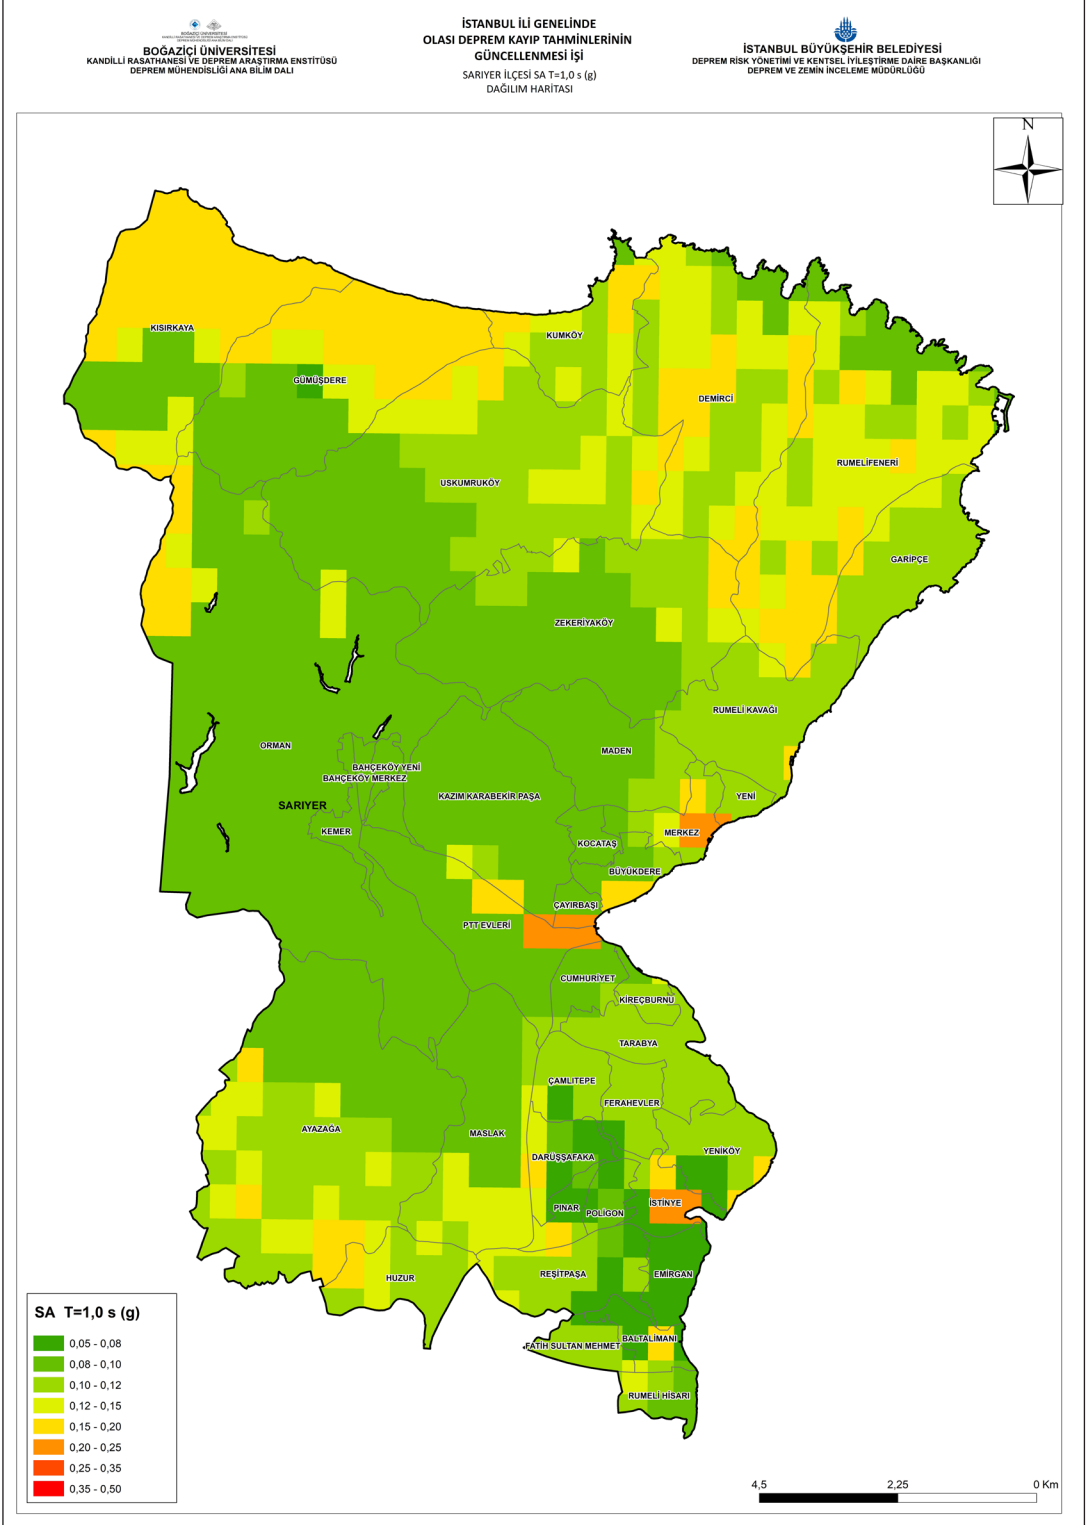 BOĞAZİÇİ ÜNİVERSİTESİ
KANDİLLİ RASATHANESİ VE DEPREM ARAŞTIRMA ENSTİTÜSÜ
DEPREM MÜHENDİSLİĞİ ANA BİLİM DALI
İSTANBUL İLİ GENELİNDE
OLASI DEPREM KAYIP TAHMİNLERİNİN
GÜNCELLENMESİ İŞİ
SARIYER İLÇESİ SA T=1,0 s (g)
DAĞILIM HARİTASI
İSTANBUL BÜYÜKŞEHİR BELEDİYESİ
DEPREM RİSK YÖNETİMİ VE KENTSEL İYİLEŞTİRME DAİRE BAŞKANLIĞI
DEPREM VE ZEMİN İNCELEME MÜDÜRLÜĞÜ
N
KISIRKAYA
KUMKÖY
GÜMÜŞDERE
DEMİRCİ
RUMELİFENERİ
USKUMRUKÖY
GARİPÇE
ZEKERİYAKÖY
RUMELİ KAVAĞI
ORMAN
MADEN
BAHÇEKÖY YENİ
BAHÇEKÖY MERKEZ
KAZIM KARABEKİR PAŞA
YENİ
SARIYER
KEMER
MERKEZ
KOCATAŞ
BÜYÜKDERE
ÇAYIRBAŞI
PTT EVLERİ
CUMHURİYET
KİREÇBURNU
TARABYA
ÇAMLITEPE
FERAHEVLER
AYAZAĞA
MASLAK
YENİKÖY
DARÜŞŞAFAKA
İSTİNYE
PINAR
POLİGON
REŞİTPAŞA
EMİRGAN
HUZUR
BALTALİMANI
FATİH SULTAN MEHMET
RUMELİ HİSARI
SA T=1,0 s (g)
0,05 - 0,08
0,08 - 0,10
0,10 - 0,12
0,12 - 0,15
0,15 - 0,20
0,20 - 0,25
0,25 - 0,35
0,35 - 0,50
4,5 2,25 0 Km